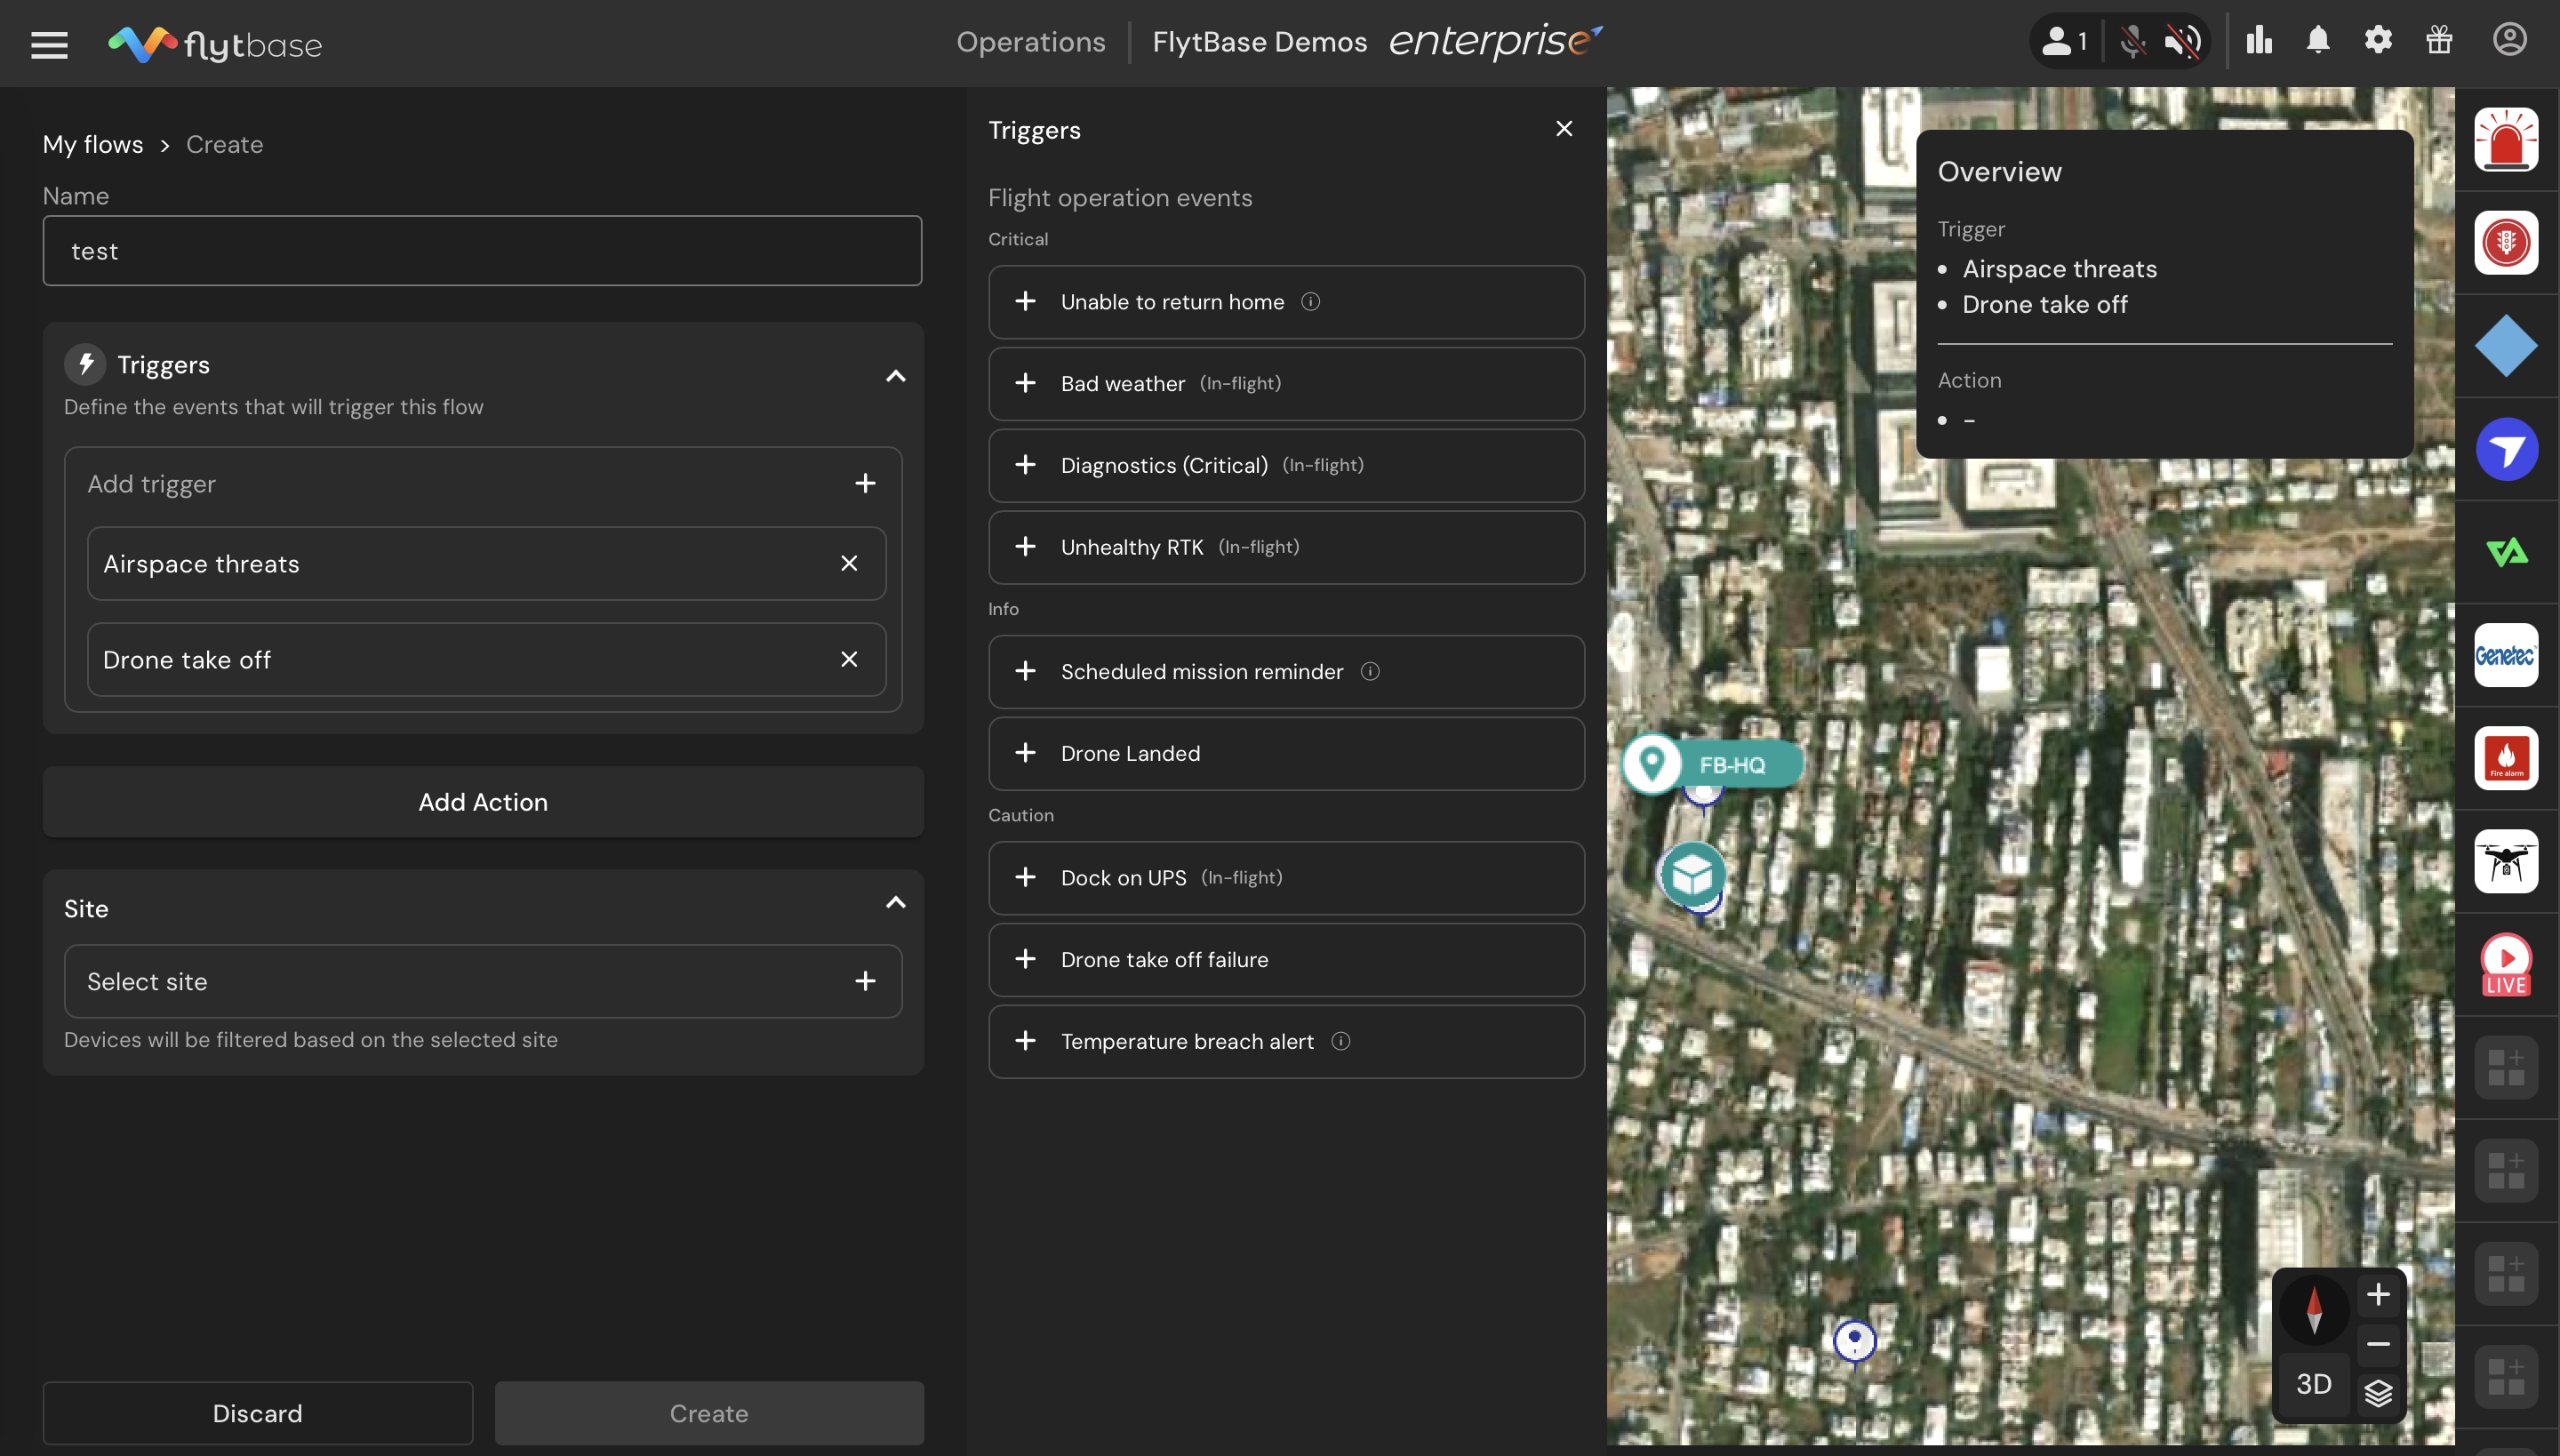 flytbase
Operations
FlytBase Demos enterprise
1
My flows > Create
Name
test
Triggers
Define the events that will trigger this flow
Add trigger
Airspace threats
Drone take off
Add Action
Site
Select site
Devices will be filtered based on the selected site
Discard
Create
Triggers
Flight operation events
Critical
Unable to return home
Bad weather (In-flight)
Diagnostics (Critical) (In-flight)
Unhealthy RTK (In-flight)
Info
Scheduled mission reminder
Drone Landed
Caution
Dock on UPS (In-flight)
Drone take off failure
Temperature breach alert
Overview
Trigger
• Airspace threats
• Drone take off
Action
• –
FB-HQ
3D
Genetec
Fire alarm
LIVE